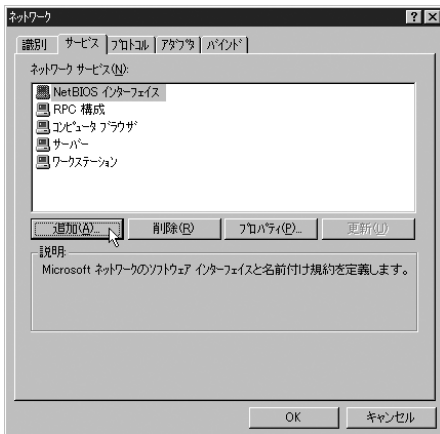 ネットワーク
識別 サービス プロトコル アダプタ バインド
ネットワーク サービス(N):
NetBIOS インターフェイス
RPC 構成
コンピュータ ブラウザ
サーバー
ワークステーション
追加(A)... 削除(R) プロパティ(P)... 更新(U)
説明:
Microsoft ネットワークのソフトウェア インターフェイスと名前付け規約を定義します。
OK キャンセル